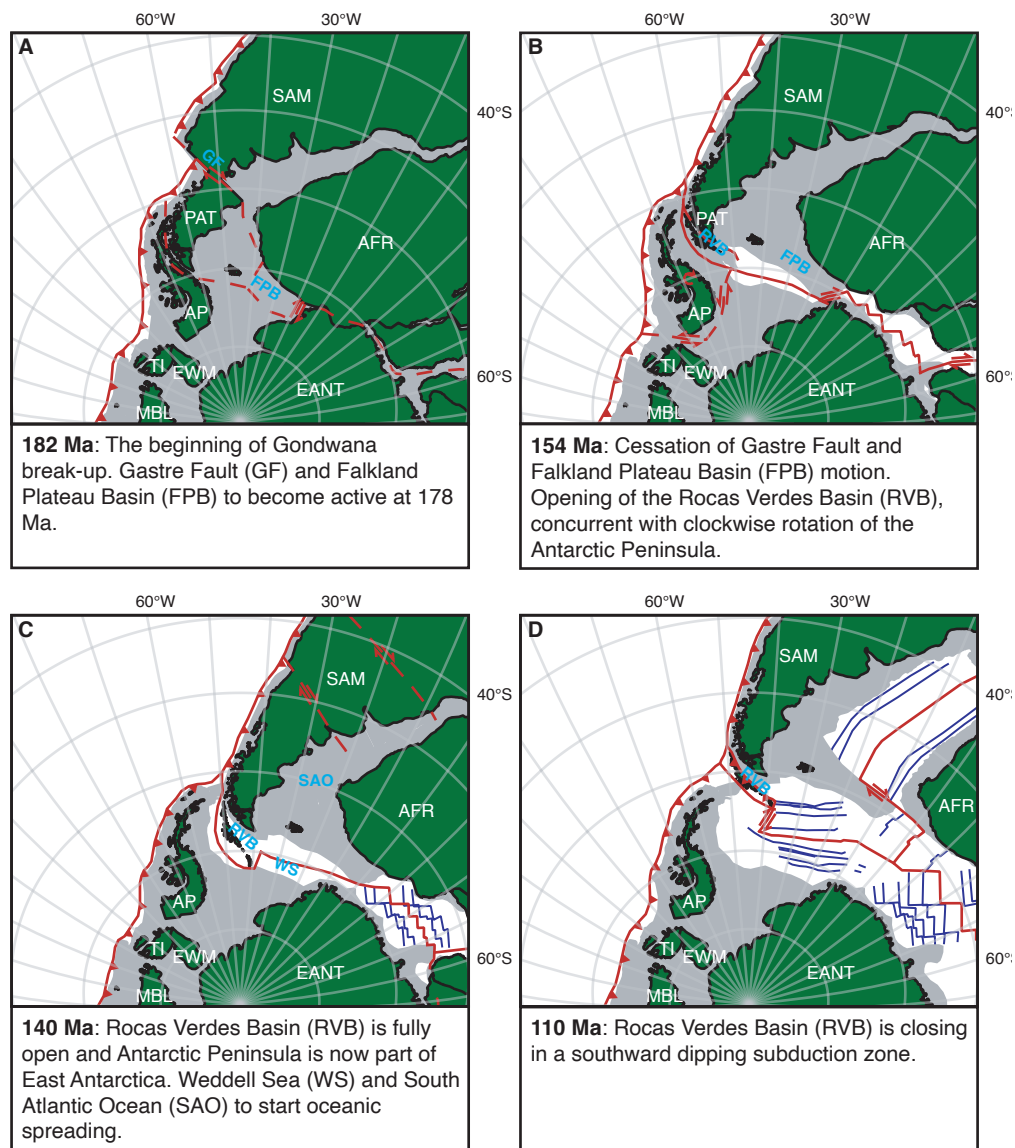 60°W 30°W
A
SAM
40°S
GF
PAT
AFR
FPB
AP
TI
EWM
EANT
60°S
MBL
182 Ma: The beginning of Gondwana
break-up. Gastre Fault (GF) and Falkland
Plateau Basin (FPB) to become active at 178
Ma.
60°W 30°W
B
SAM
40°S
PAT
RVB
AFR
FPB
AP
TI
EWM
EANT
60°S
MBL
154 Ma: Cessation of Gastre Fault and
Falkland Plateau Basin (FPB) motion.
Opening of the Rocas Verdes Basin (RVB),
concurrent with clockwise rotation of the
Antarctic Peninsula.
60°W 30°W
C
SAM
40°S
SAO
AFR
RVB
WS
AP
TI
EWM
EANT
60°S
MBL
140 Ma: Rocas Verdes Basin (RVB) is fully
open and Antarctic Peninsula is now part of
East Antarctica. Weddell Sea (WS) and South
Atlantic Ocean (SAO) to start oceanic
spreading.
60°W 30°W
D
SAM
40°S
RVB
AFR
AP
TI
EWM
EANT
60°S
MBL
110 Ma: Rocas Verdes Basin (RVB) is closing
in a southward dipping subduction zone.